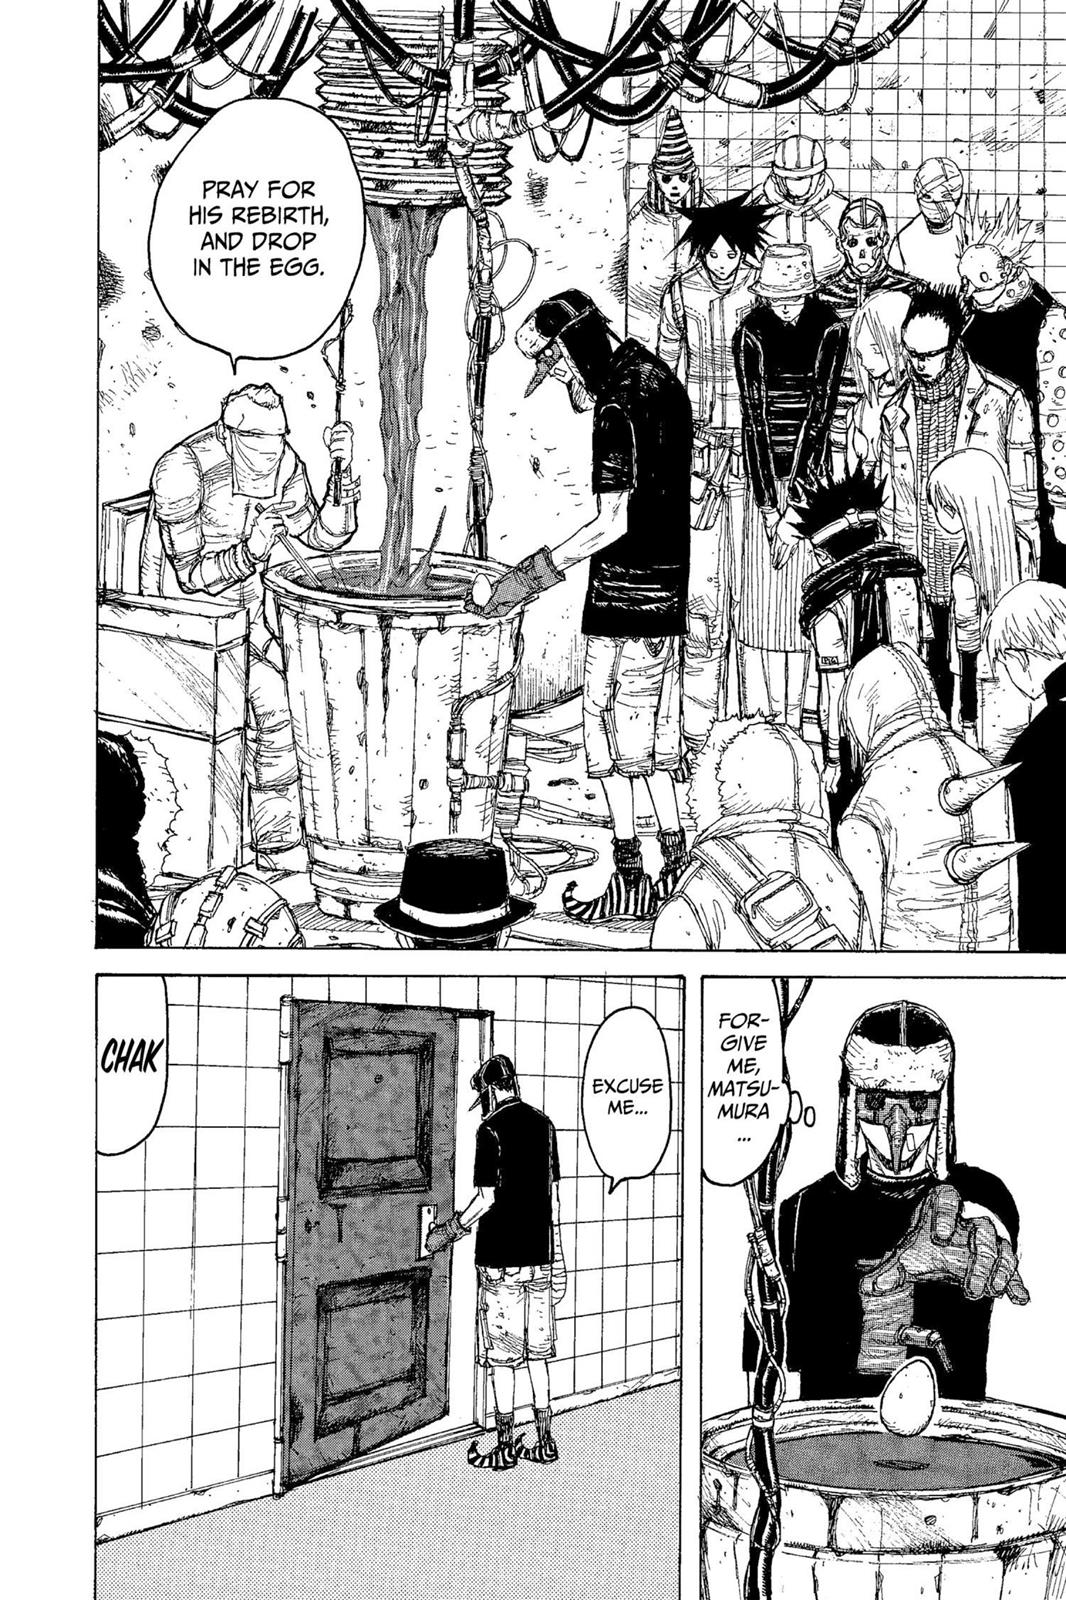 PRAY FOR
HIS REBIRTH,
AND DROP
IN THE EGG.
FOR-
GIVE
ME,
MATSU-
MURA
...
EXCUSE
ME...
CHAK